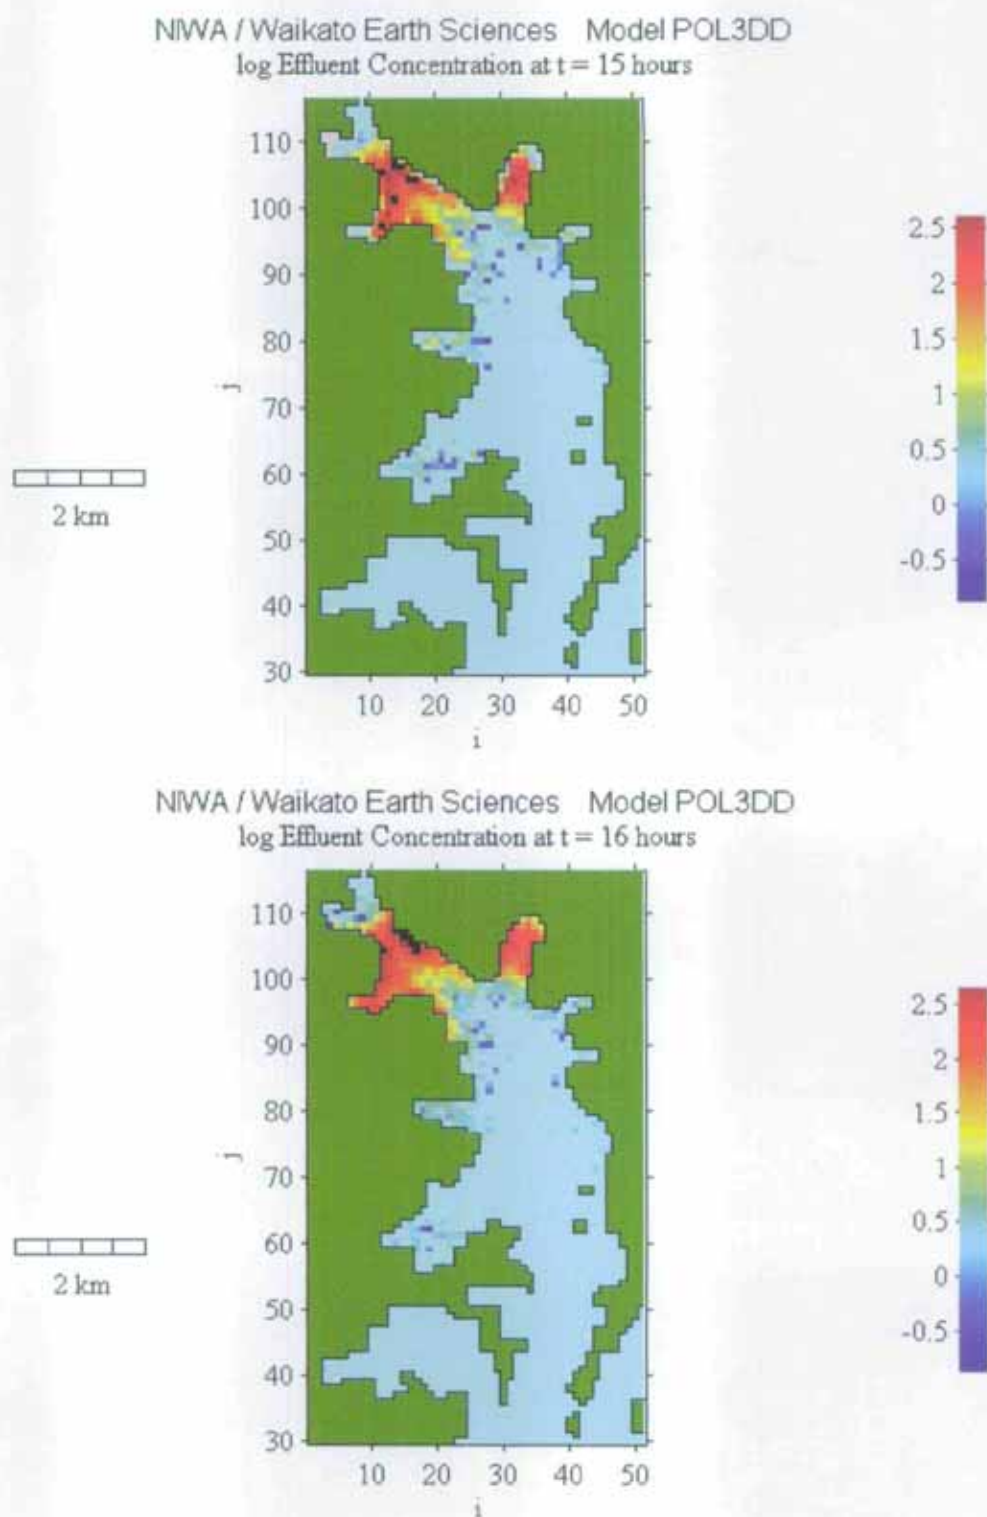 NIWA / Waikato Earth Sciences Model POL3DD
log Effluent Concentration at t = 15 hours
110
100
90
80
70
60
50
40
30
j
10 20 30 40 50
i
2 km
2.5
2
1.5
1
0.5
0
-0.5
NIWA / Waikato Earth Sciences Model POL3DD
log Effluent Concentration at t = 16 hours
110
100
90
80
70
60
50
40
30
j
10 20 30 40 50
i
2 km
2.5
2
1.5
1
0.5
0
-0.5